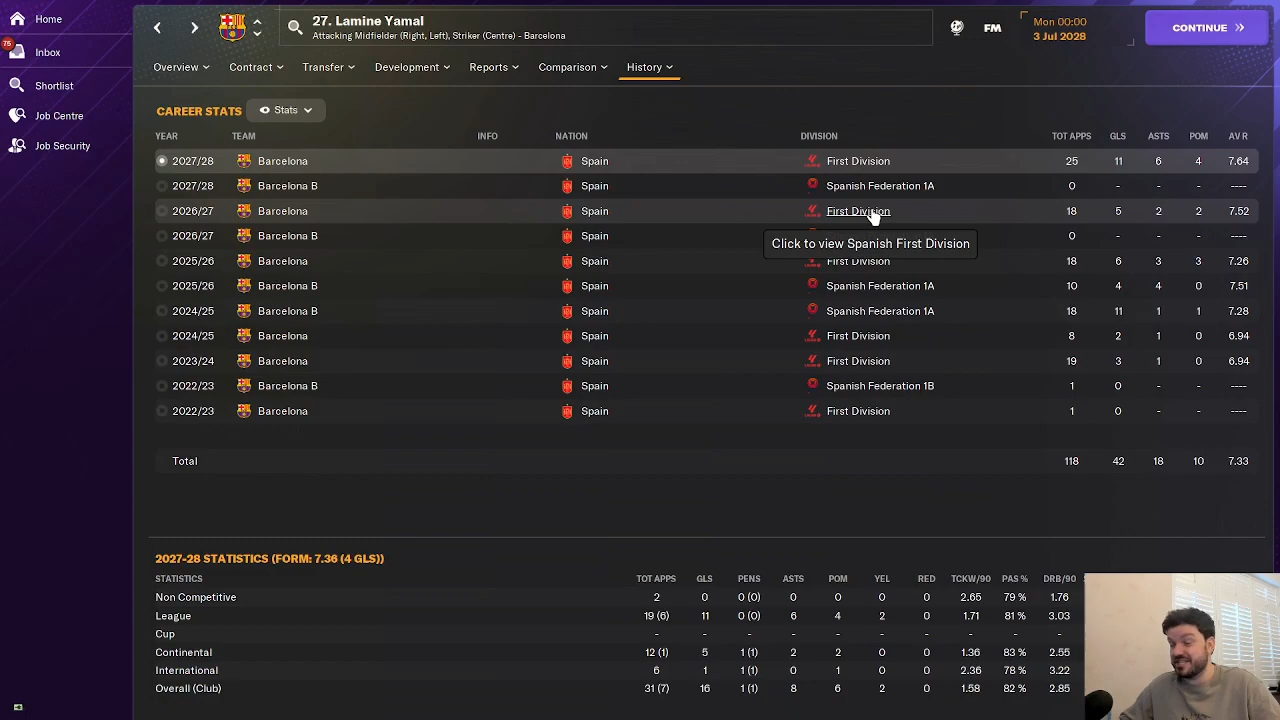 Home
75
Inbox
Shortlist
Job Centre
Job Security
27. Lamine Yamal
Attacking Midfielder (Right, Left), Striker (Centre) - Barcelona
FM
Mon 00:00
3 Jul 2028
CONTINUE
Overview Contract Transfer Development Reports Comparison History
CAREER STATS Stats
YEAR TEAM INFO NATION DIVISION TOT APPS GLS ASTS POM AV R
2027/28 Barcelona Spain First Division 25 11 6 4 7.64
2027/28 Barcelona B Spain Spanish Federation 1A 0 - - - ----
2026/27 Barcelona Spain First Division 18 5 2 2 7.52
2026/27 Barcelona B Spain 0 - - - ----
Click to view Spanish First Division
2025/26 Barcelona Spain First Division 18 6 3 3 7.26
2025/26 Barcelona B Spain Spanish Federation 1A 10 4 4 0 7.51
2024/25 Barcelona B Spain Spanish Federation 1A 18 11 1 1 7.28
2024/25 Barcelona Spain First Division 8 2 1 0 6.94
2023/24 Barcelona Spain First Division 19 3 1 0 6.94
2022/23 Barcelona B Spain Spanish Federation 1B 1 0 - - ----
2022/23 Barcelona Spain First Division 1 0 - - ----
Total 118 42 18 10 7.33
2027-28 STATISTICS (FORM: 7.36 (4 GLS))
STATISTICS TOT APPS GLS PENS ASTS POM YEL RED TCKW/90 PAS % DRB/90
Non Competitive 2 0 0 (0) 0 0 0 0 2.65 79 % 1.76
League 19 (6) 11 0 (0) 6 4 2 0 1.71 81 % 3.03
Cup - - - - - - - - - -
Continental 12 (1) 5 1 (1) 2 2 0 0 1.36 83 % 2.55
International 6 1 1 (1) 0 1 0 0 2.36 78 % 3.22
Overall (Club) 31 (7) 16 1 (1) 8 6 2 0 1.58 82 % 2.85